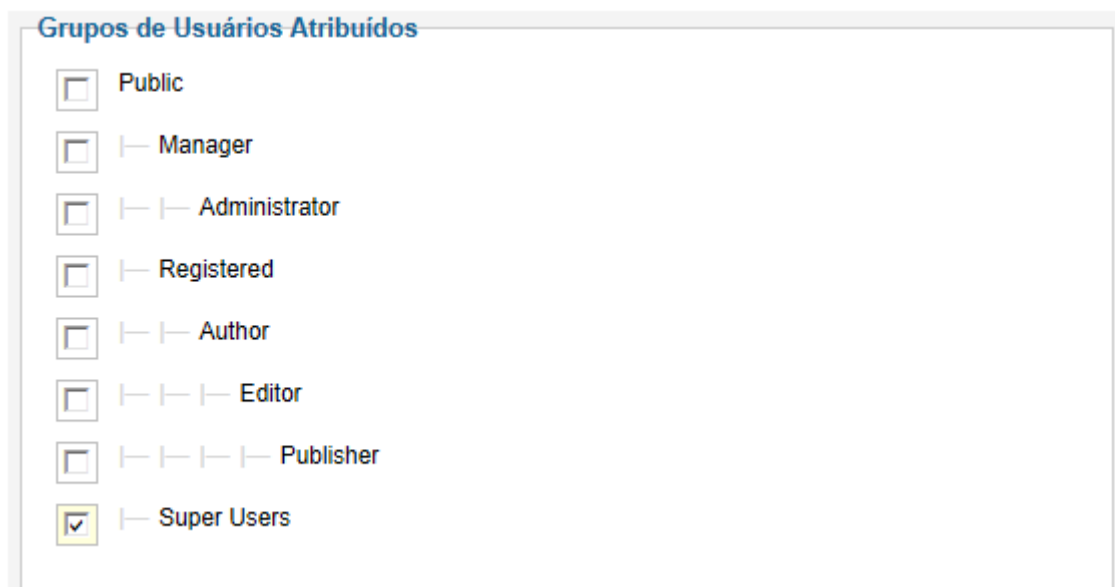 Grupos de Usuários Atribuídos
Public
Manager
Administrator
Registered
Author
Editor
Publisher
Super Users